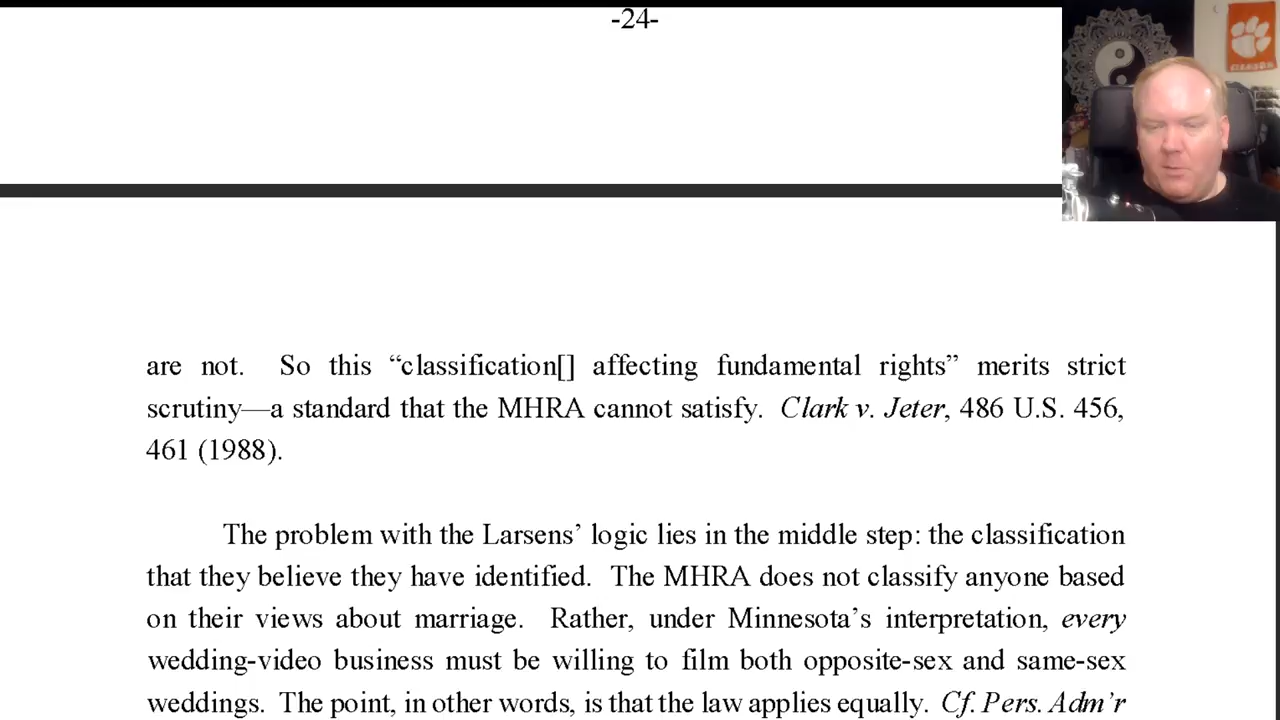 -24-
CLEMSON
are not. So this “classification[] affecting fundamental rights” merits strict
scrutiny—a standard that the MHRA cannot satisfy. Clark v. Jeter, 486 U.S. 456,
461 (1988).
The problem with the Larsens’ logic lies in the middle step: the classification
that they believe they have identified. The MHRA does not classify anyone based
on their views about marriage. Rather, under Minnesota’s interpretation, every
wedding-video business must be willing to film both opposite-sex and same-sex
weddings. The point, in other words, is that the law applies equally. Cf. Pers. Adm’r